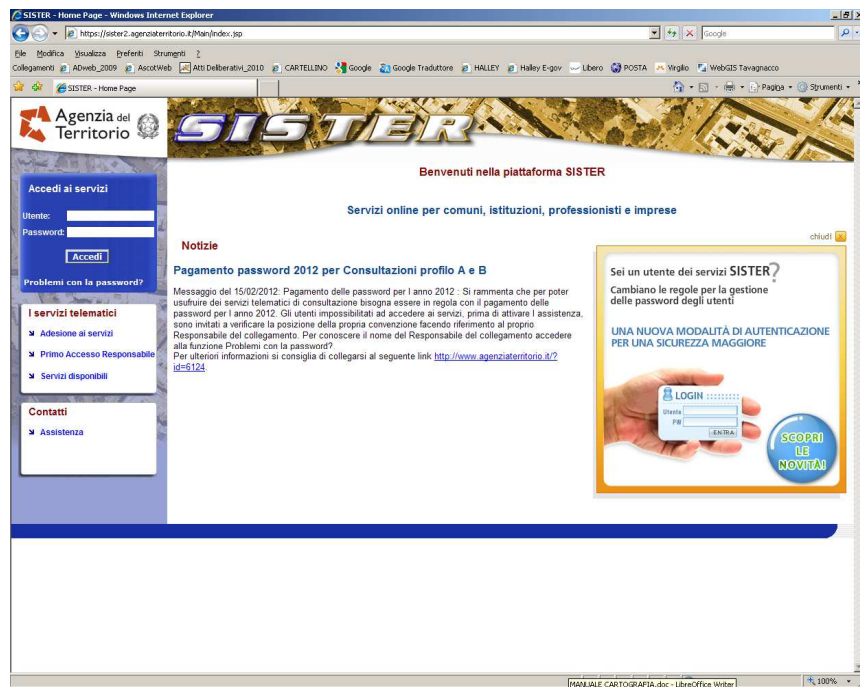 SISTER - Home Page - Windows Internet Explorer
https://sister2.agenziaterritorio.it/Main/index.jsp
Google
File Modifica Visualizza Preferiti Strumenti ?
Collegamenti ADweb_2009 AscotWeb Atti Deliberativi_2010 CARTELLINO Google Google Traduttore HALLEY Halley E-gov Libero POSTA Virgilio WebGIS Tavagnacco
SISTER - Home Page
Pagina Strumenti
Agenzia del
Territorio
SISTER
Benvenuti nella piattaforma SISTER
Servizi online per comuni, istituzioni, professionisti e imprese
Accedi ai servizi
Utente:
Password:
Accedi
Problemi con la password?
I servizi telematici
Adesione ai servizi
Primo Accesso Responsabile
Servizi disponibili
Contatti
Assistenza
Notizie
Pagamento password 2012 per Consultazioni profilo A e B
Messaggio del 15/02/2012: Pagamento delle password per l anno 2012 : Si rammenta che per poter
usufruire dei servizi telematici di consultazione bisogna essere in regola con il pagamento delle
password per l anno 2012. Gli utenti impossibilitati ad accedere ai servizi, prima di attivare l assistenza,
sono invitati a verificare la posizione della propria convenzione facendo riferimento al proprio
Responsabile del collegamento. Per conoscere il nome del Responsabile del collegamento accedere
alla funzione Problemi con la password?
Per ulteriori informazioni si consiglia di collegarsi al seguente link http://www.agenziaterritorio.it/?
id=6124.
chiudi
Sei un utente dei servizi SISTER?
Cambiano le regole per la gestione
delle password degli utenti
UNA NUOVA MODALITÀ DI AUTENTICAZIONE
PER UNA SICUREZZA MAGGIORE
LOGIN :::::::::
Utente
PW
ENTRA
SCOPRI
LE
NOVITÀ!
MANUALE CARTOGRAFIA.doc - LibreOffice Writer
100%